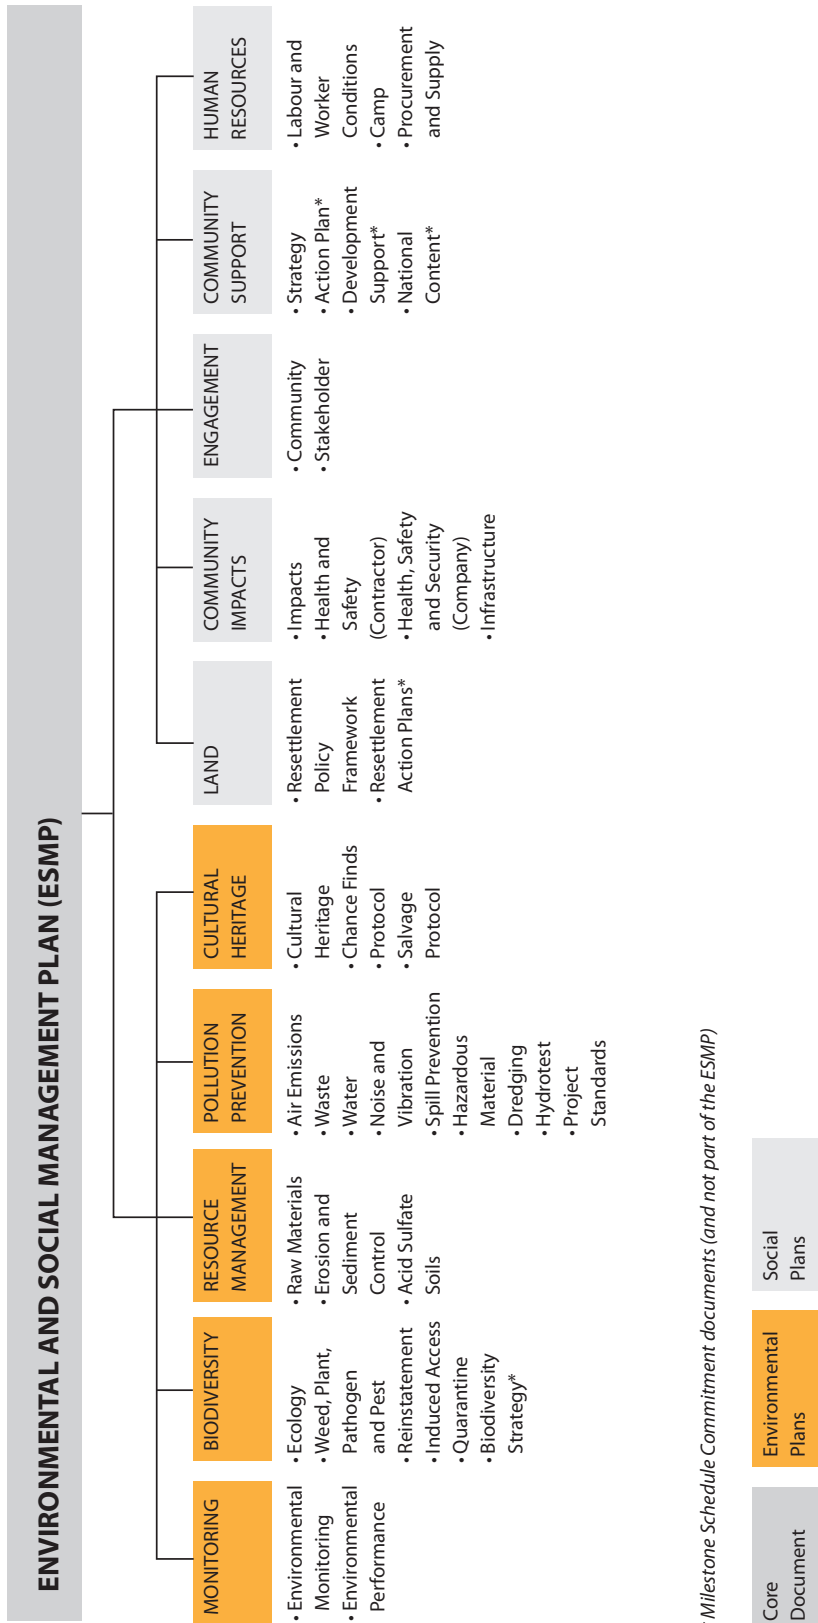 ENVIRONMENTAL AND SOCIAL MANAGEMENT PLAN (ESMP)
MONITORING
• Environmental
Monitoring
• Environmental
Performance
BIODIVERSITY
• Ecology
• Weed, Plant,
Pathogen
and Pest
• Reinstatement
• Induced Access
• Quarantine
• Biodiversity
Strategy*
RESOURCE
MANAGEMENT
• Raw Materials
• Erosion and
Sediment
Control
• Acid Sulfate
Soils
POLLUTION
PREVENTION
• Air Emissions
• Waste
• Water
• Noise and
Vibration
• Spill Prevention
• Hazardous
Material
• Dredging
• Hydrotest
• Project
Standards
CULTURAL
HERITAGE
• Cultural
Heritage
• Chance Finds
• Protocol
• Salvage
Protocol
LAND
• Resettlement
Policy
Framework
• Resettlement
Action Plans*
COMMUNITY
IMPACTS
• Impacts
• Health and
Safety
(Contractor)
• Health, Safety
and Security
(Company)
• Infrastructure
ENGAGEMENT
• Community
• Stakeholder
COMMUNITY
SUPPORT
• Strategy
• Action Plan*
• Development
Support*
• National
Content*
HUMAN
RESOURCES
• Labour and
Worker
Conditions
• Camp
• Procurement
and Supply
Milestone Schedule Commitment documents (and not part of the ESMP)
Core
Document
Environmental
Plans
Social
Plans